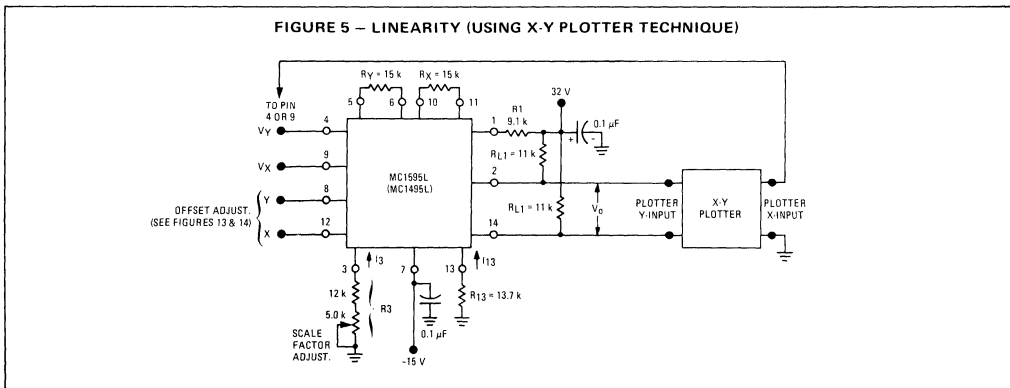 FIGURE 5 – LINEARITY (USING X-Y PLOTTER TECHNIQUE)
RY = 15 k
RX = 15 k
32 V
TO PIN
4 OR 9
5
6
10
11
R1
9.1 k
0.1 µF
+
-
VY
4
1
RL1 = 11 k
VX
9
MC1595L
(MC1495L)
2
OFFSET ADJUST.
(SEE FIGURES 13 & 14)
Y
8
X
12
RL1 = 11 k
Vo
PLOTTER
Y-INPUT
X-Y
PLOTTER
PLOTTER
X-INPUT
14
3
I3
7
13
I13
12 k
R3
5.0 k
R13 = 13.7 k
0.1 µF
SCALE
FACTOR
ADJUST.
-15 V